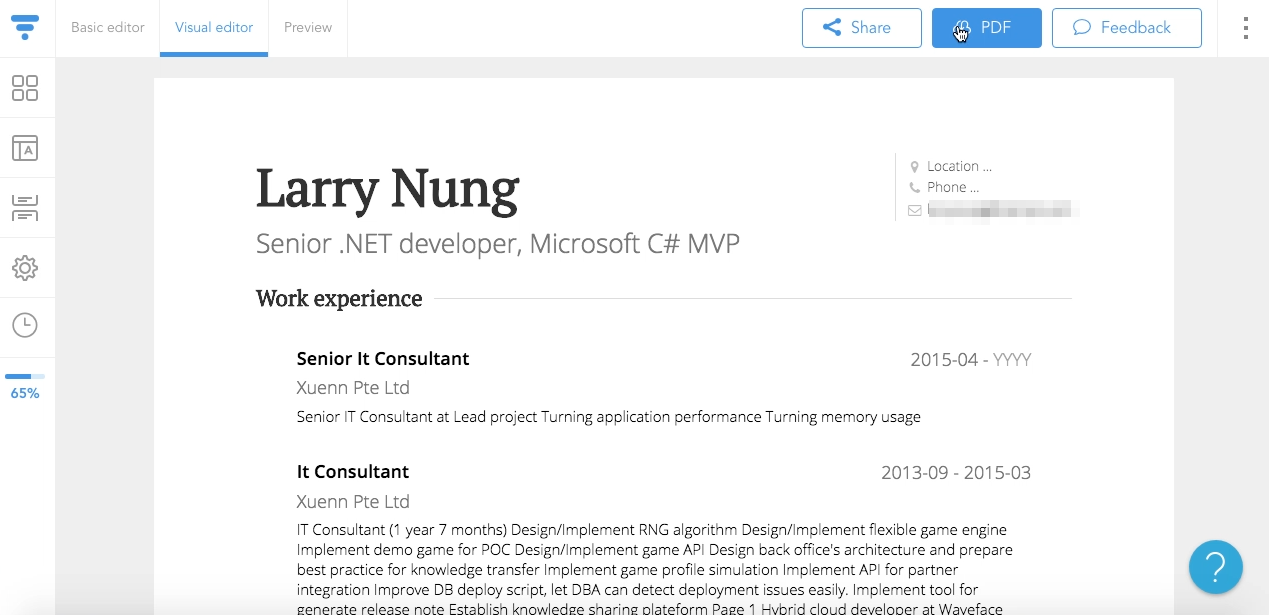 Basic editor
Visual editor
Preview
Share
PDF
Feedback
Location ...
Phone ...
Larry Nung
Senior .NET developer, Microsoft C# MVP
65%
Work experience
Senior It Consultant
2015-04 - YYYY
Xuenn Pte Ltd
Senior IT Consultant at Lead project Turning application performance Turning memory usage
It Consultant
2013-09 - 2015-03
Xuenn Pte Ltd
IT Consultant (1 year 7 months) Design/Implement RNG algorithm Design/Implement flexible game engine
Implement demo game for POC Design/Implement game API Design back office's architecture and prepare
best practice for knowledge transfer Implement game profile simulation Implement API for partner
integration Improve DB deploy script, let DBA can detect deployment issues easily. Implement tool for
generate release note Establish knowledge sharing plateform Page 1 Hybrid cloud developer at Waveface
?